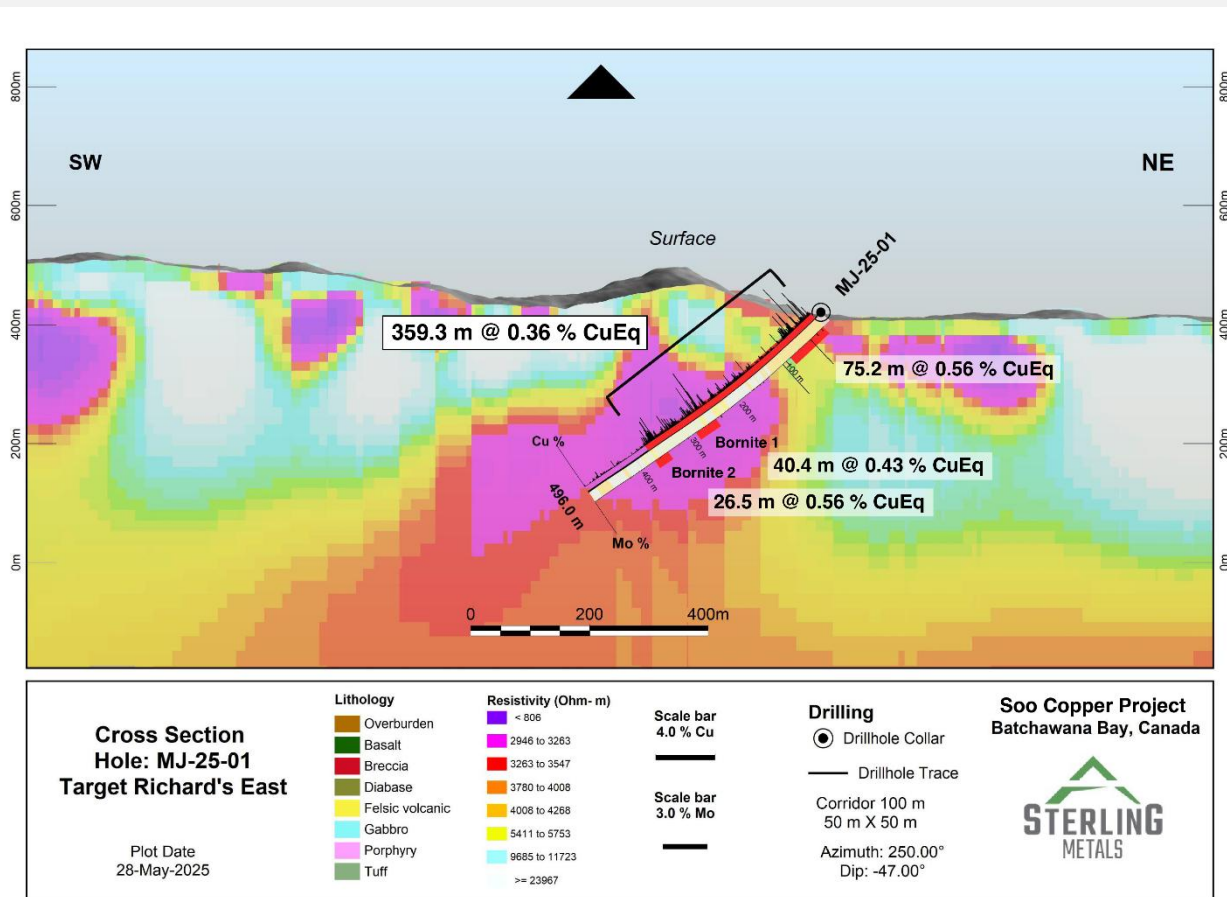 800m
600m
400m
200m
0m
SW
NE
800m
600m
400m
200m
0m
Surface
MJ-25-01
359.3 m @ 0.36 % CuEq
75.2 m @ 0.56 % CuEq
100 m
200 m
300 m
400 m
Bornite 1
40.4 m @ 0.43 % CuEq
Bornite 2
26.5 m @ 0.56 % CuEq
Cu %
496.0 m
Mo %
0 200 400m
Cross Section
Hole: MJ-25-01
Target Richard's East
Plot Date
28-May-2025
Lithology
Overburden
Basalt
Breccia
Diabase
Felsic volcanic
Gabbro
Porphyry
Tuff
Resistivity (Ohm- m)
< 806
2946 to 3263
3263 to 3547
3780 to 4008
4008 to 4268
5411 to 5753
9685 to 11723
>= 23967
Scale bar
4.0 % Cu
Scale bar
3.0 % Mo
Drilling
Drillhole Collar
Drillhole Trace
Corridor 100 m
50 m X 50 m
Azimuth: 250.00°
Dip: -47.00°
Soo Copper Project
Batchawana Bay, Canada
STERLING
METALS